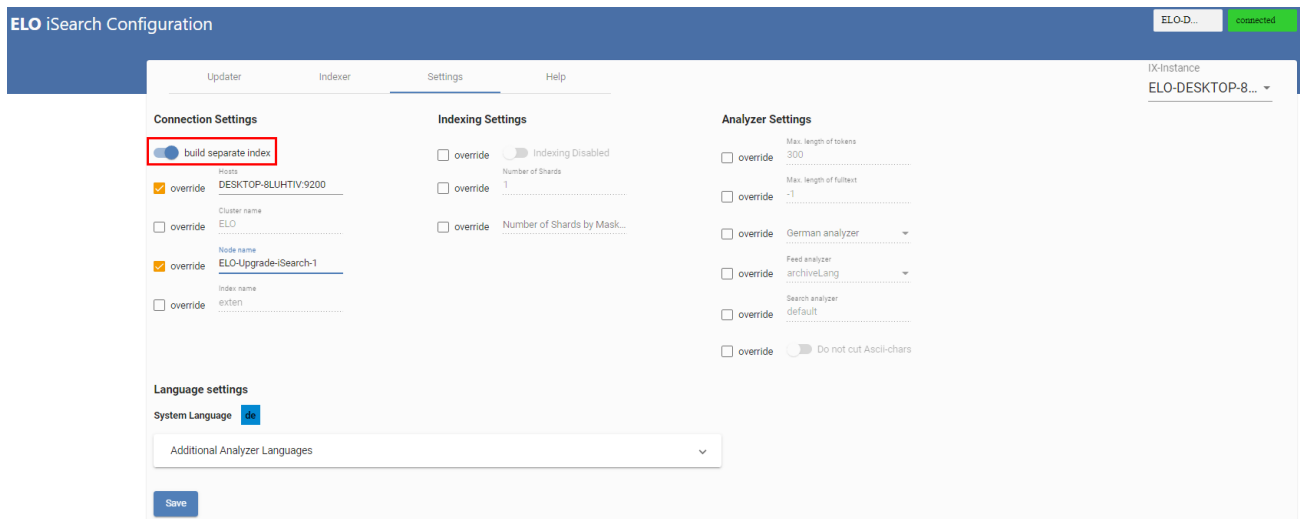 ELO iSearch Configuration
ELO-D...
connected
Updater
Indexer
Settings
Help
IX-Instance
ELO-DESKTOP-8...
Connection Settings
build separate index
Hosts
override
DESKTOP-8LUHTIV:9200
Cluster name
override
ELO
Node name
override
ELO-Upgrade-iSearch-1
Index name
override
exten
Indexing Settings
override
Indexing Disabled
Number of Shards
override
1
override
Number of Shards by Mask...
Analyzer Settings
Max. length of tokens
override
300
Max. length of fulltext
override
-1
override
German analyzer
Feed analyzer
override
archiveLang
Search analyzer
override
default
override
Do not cut Ascii-chars
Language settings
System Language
de
Additional Analyzer Languages
Save